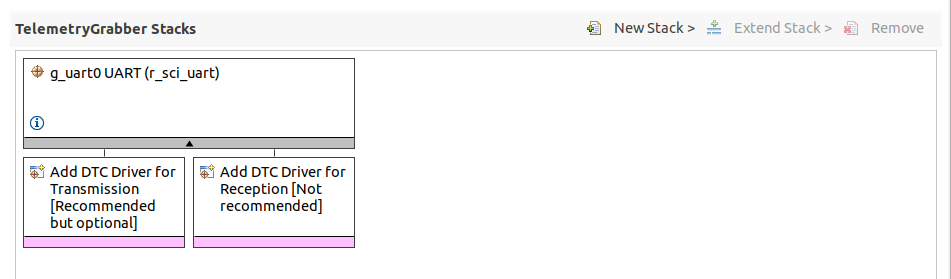 TelemetryGrabber Stacks
New Stack >
Extend Stack >
Remove
g_uart0 UART (r_sci_uart)
Add DTC Driver for
Transmission
[Recommended
but optional]
Add DTC Driver for
Reception [Not
recommended]